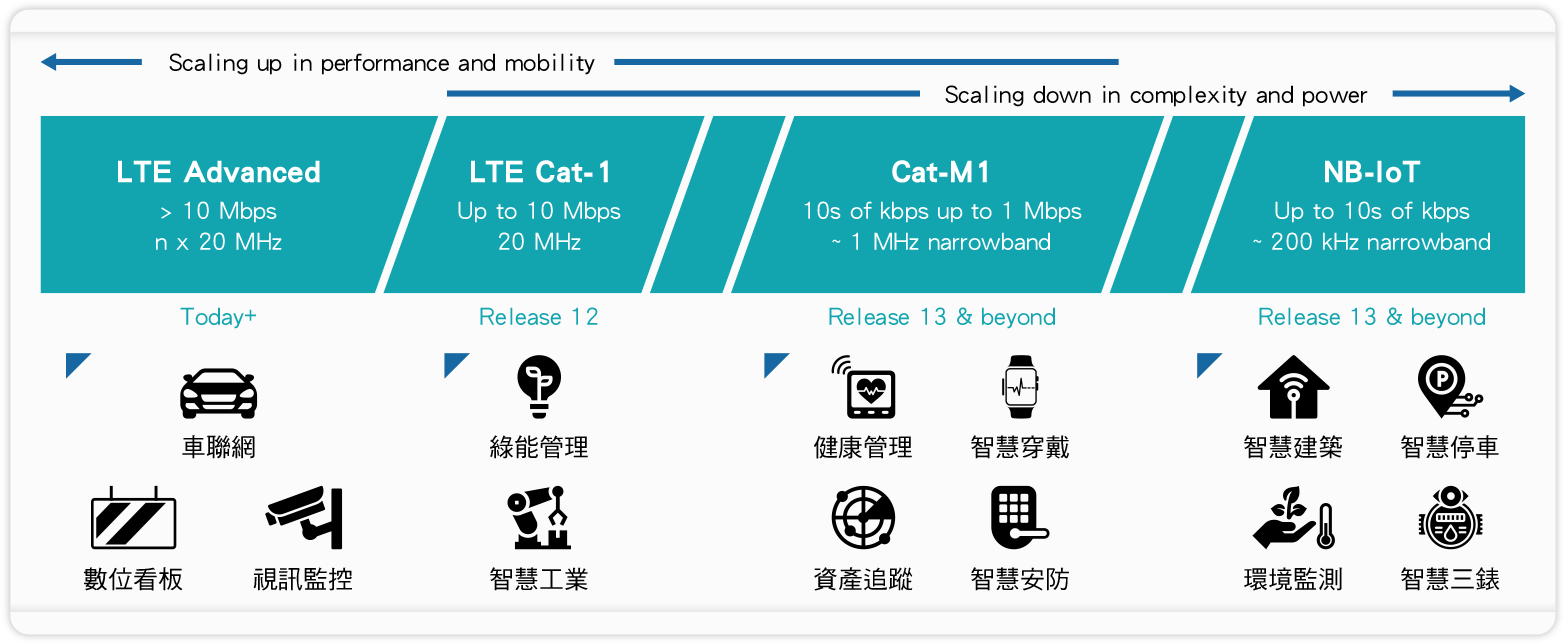 Scaling up in performance and mobility
Scaling down in complexity and power
LTE Advanced
> 10 Mbps
n x 20 MHz
LTE Cat-1
Up to 10 Mbps
20 MHz
Cat-M1
10s of kbps up to 1 Mbps
~ 1 MHz narrowband
NB-IoT
Up to 10s of kbps
~ 200 kHz narrowband
Today+
Release 12
Release 13 & beyond
Release 13 & beyond
車聯網
數位看板
視訊監控
綠能管理
智慧工業
健康管理
智慧穿戴
資產追蹤
智慧安防
智慧建築
P
智慧停車
環境監測
智慧三錶